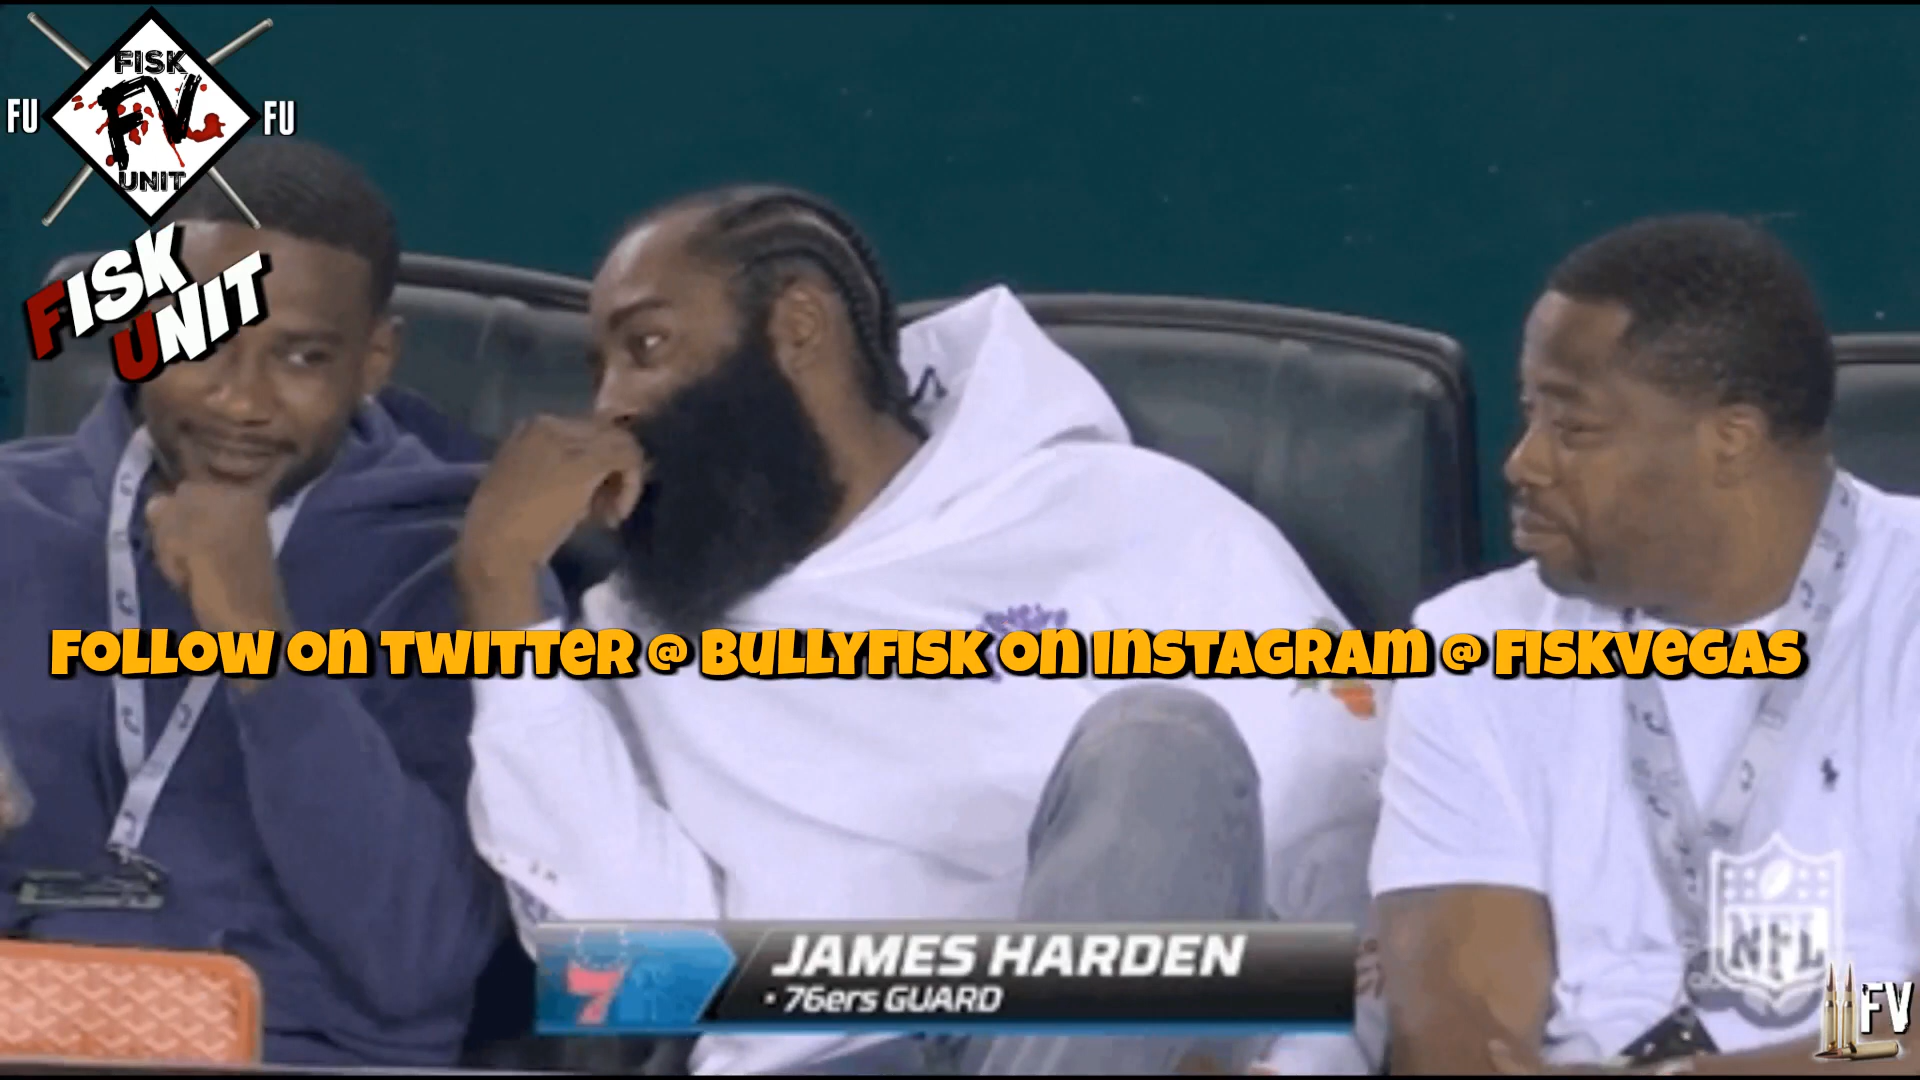 FISK
FV
UNIT
FU
FU
FISK
UNIT
FOLLOW ON TWITTER @ BULLYFISK ON INSTAGRAM @ FISKVEGAS
JAMES HARDEN
• 76ers GUARD
7
NFL
FV